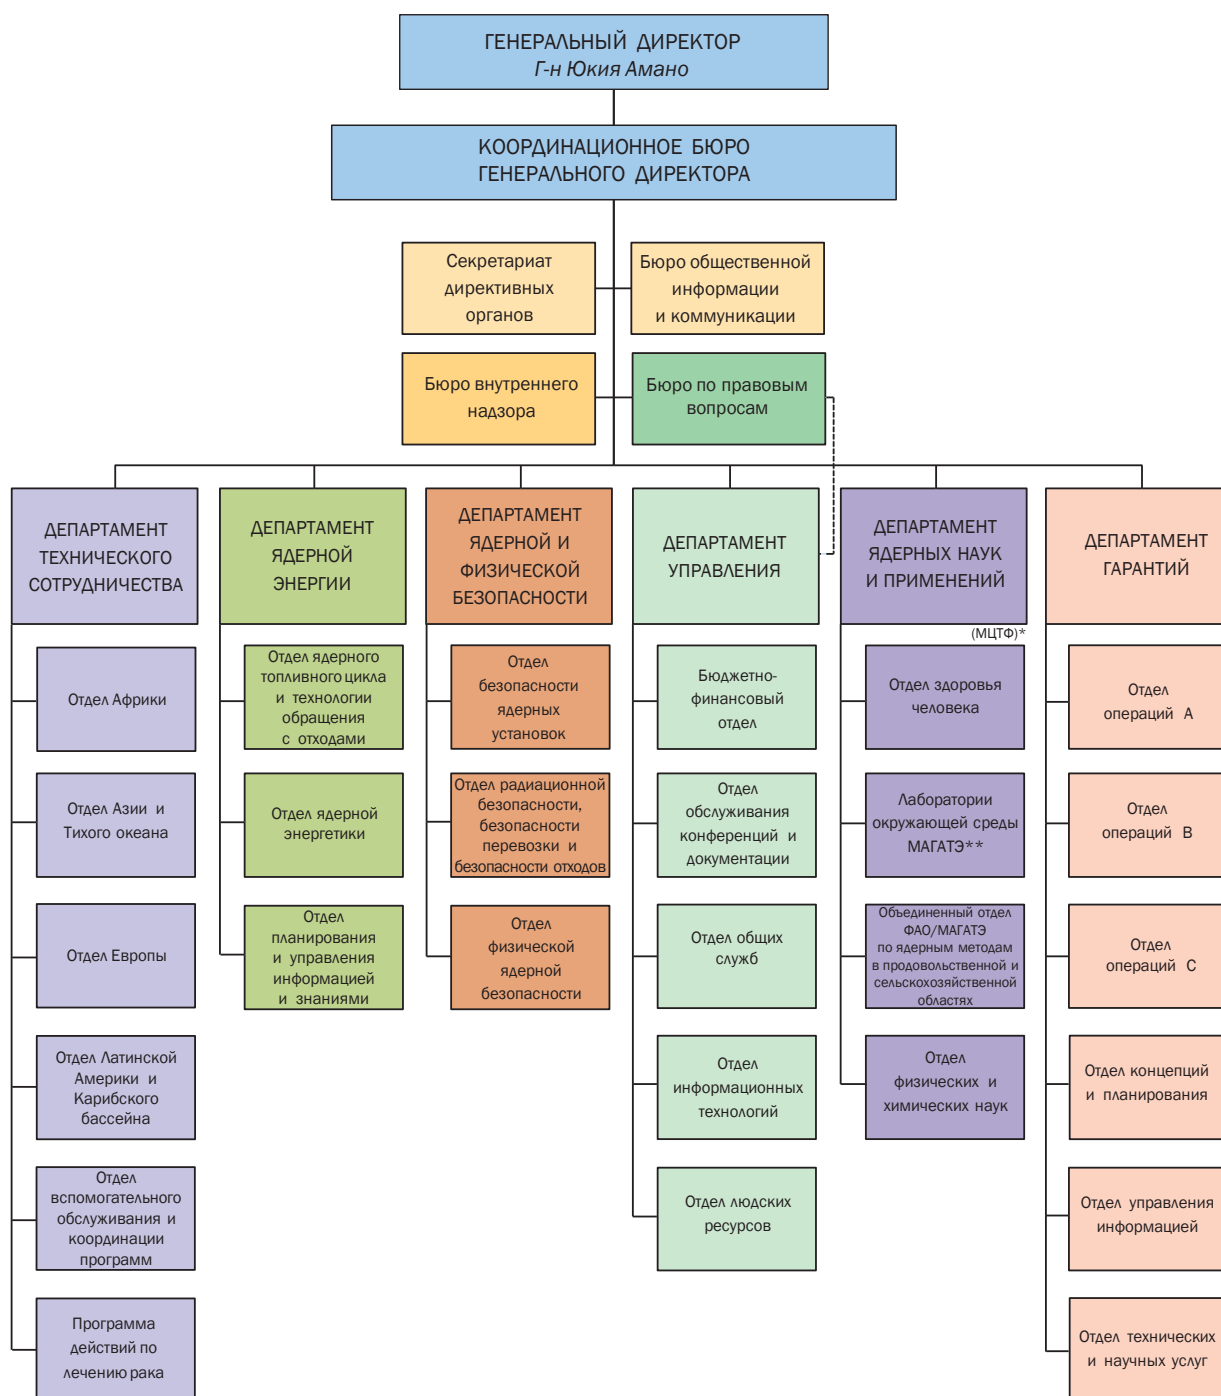 ГЕНЕРАЛЬНЫЙ ДИРЕКТОР
Г-н Юкия Амано
КООРДИНАЦИОННОЕ БЮРО
ГЕНЕРАЛЬНОГО ДИРЕКТОРА
Секретариат
директивных
органов
Бюро общественной
информации
и коммуникации
Бюро внутреннего
надзора
Бюро по правовым
вопросам
ДЕПАРТАМЕНТ
ТЕХНИЧЕСКОГО
СОТРУДНИЧЕСТВА
ДЕПАРТАМЕНТ
ЯДЕРНОЙ
ЭНЕРГИИ
ДЕПАРТАМЕНТ
ЯДЕРНОЙ И
ФИЗИЧЕСКОЙ
БЕЗОПАСНОСТИ
ДЕПАРТАМЕНТ
УПРАВЛЕНИЯ
ДЕПАРТАМЕНТ
ЯДЕРНЫХ НАУК
И ПРИМЕНЕНИЙ
(МЦТФ)*
ДЕПАРТАМЕНТ
ГАРАНТИЙ
Отдел Африки
Отдел Азии и
Тихого океана
Отдел Европы
Отдел Латинской
Америки и
Карибского
бассейна
Отдел
вспомогательного
обслуживания и
координации
программ
Программа
действий по
лечению рака
Отдел ядерного
топливного цикла
и технологии
обращения
с отходами
Отдел ядерной
энергетики
Отдел
планирования
и управления
информацией
и знаниями
Отдел
безопасности
ядерных
установок
Отдел радиационной
безопасности,
безопасности
перевозки и
безопасности отходов
Отдел
физической
ядерной
безопасности
Бюджетно-
финансовый
отдел
Отдел
обслуживания
конференций и
документации
Отдел общих
служб
Отдел
информационных
технологий
Отдел людских
ресурсов
Отдел здоровья
человека
Лаборатории
окружающей среды
МАГАТЭ**
Объединенный отдел
ФАО/МАГАТЭ
по ядерным методам
в продовольственной и
сельскохозяйственной
областях
Отдел
физических и
химических наук
Отдел
операций А
Отдел
операций В
Отдел
операций С
Отдел концепций
и планирования
Отдел управления
информацией
Отдел технических
и научных услуг